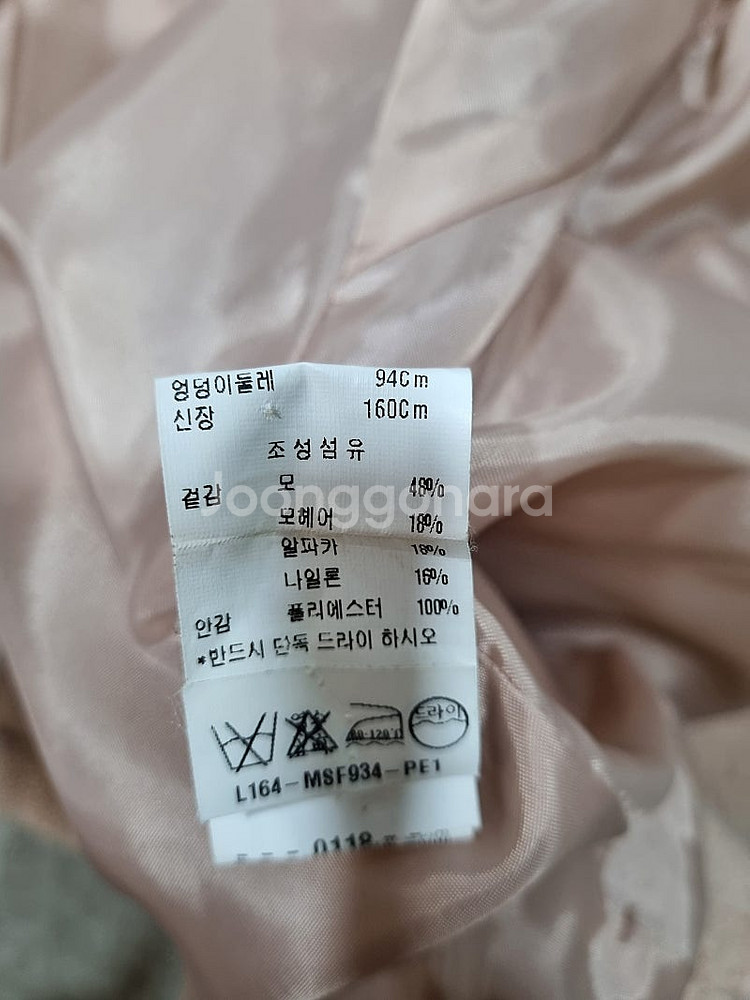 엉덩이둘레 94Cm
신장 160Cm
조성섬유
겉감 모 48%
모헤어 18%
알파카 18%
나일론 16%
안감 폴리에스터 100%
*반드시 단독 드라이 하시오
80-120℃ 드라이
L164-MSF934-PE1
0118
Joonggonara